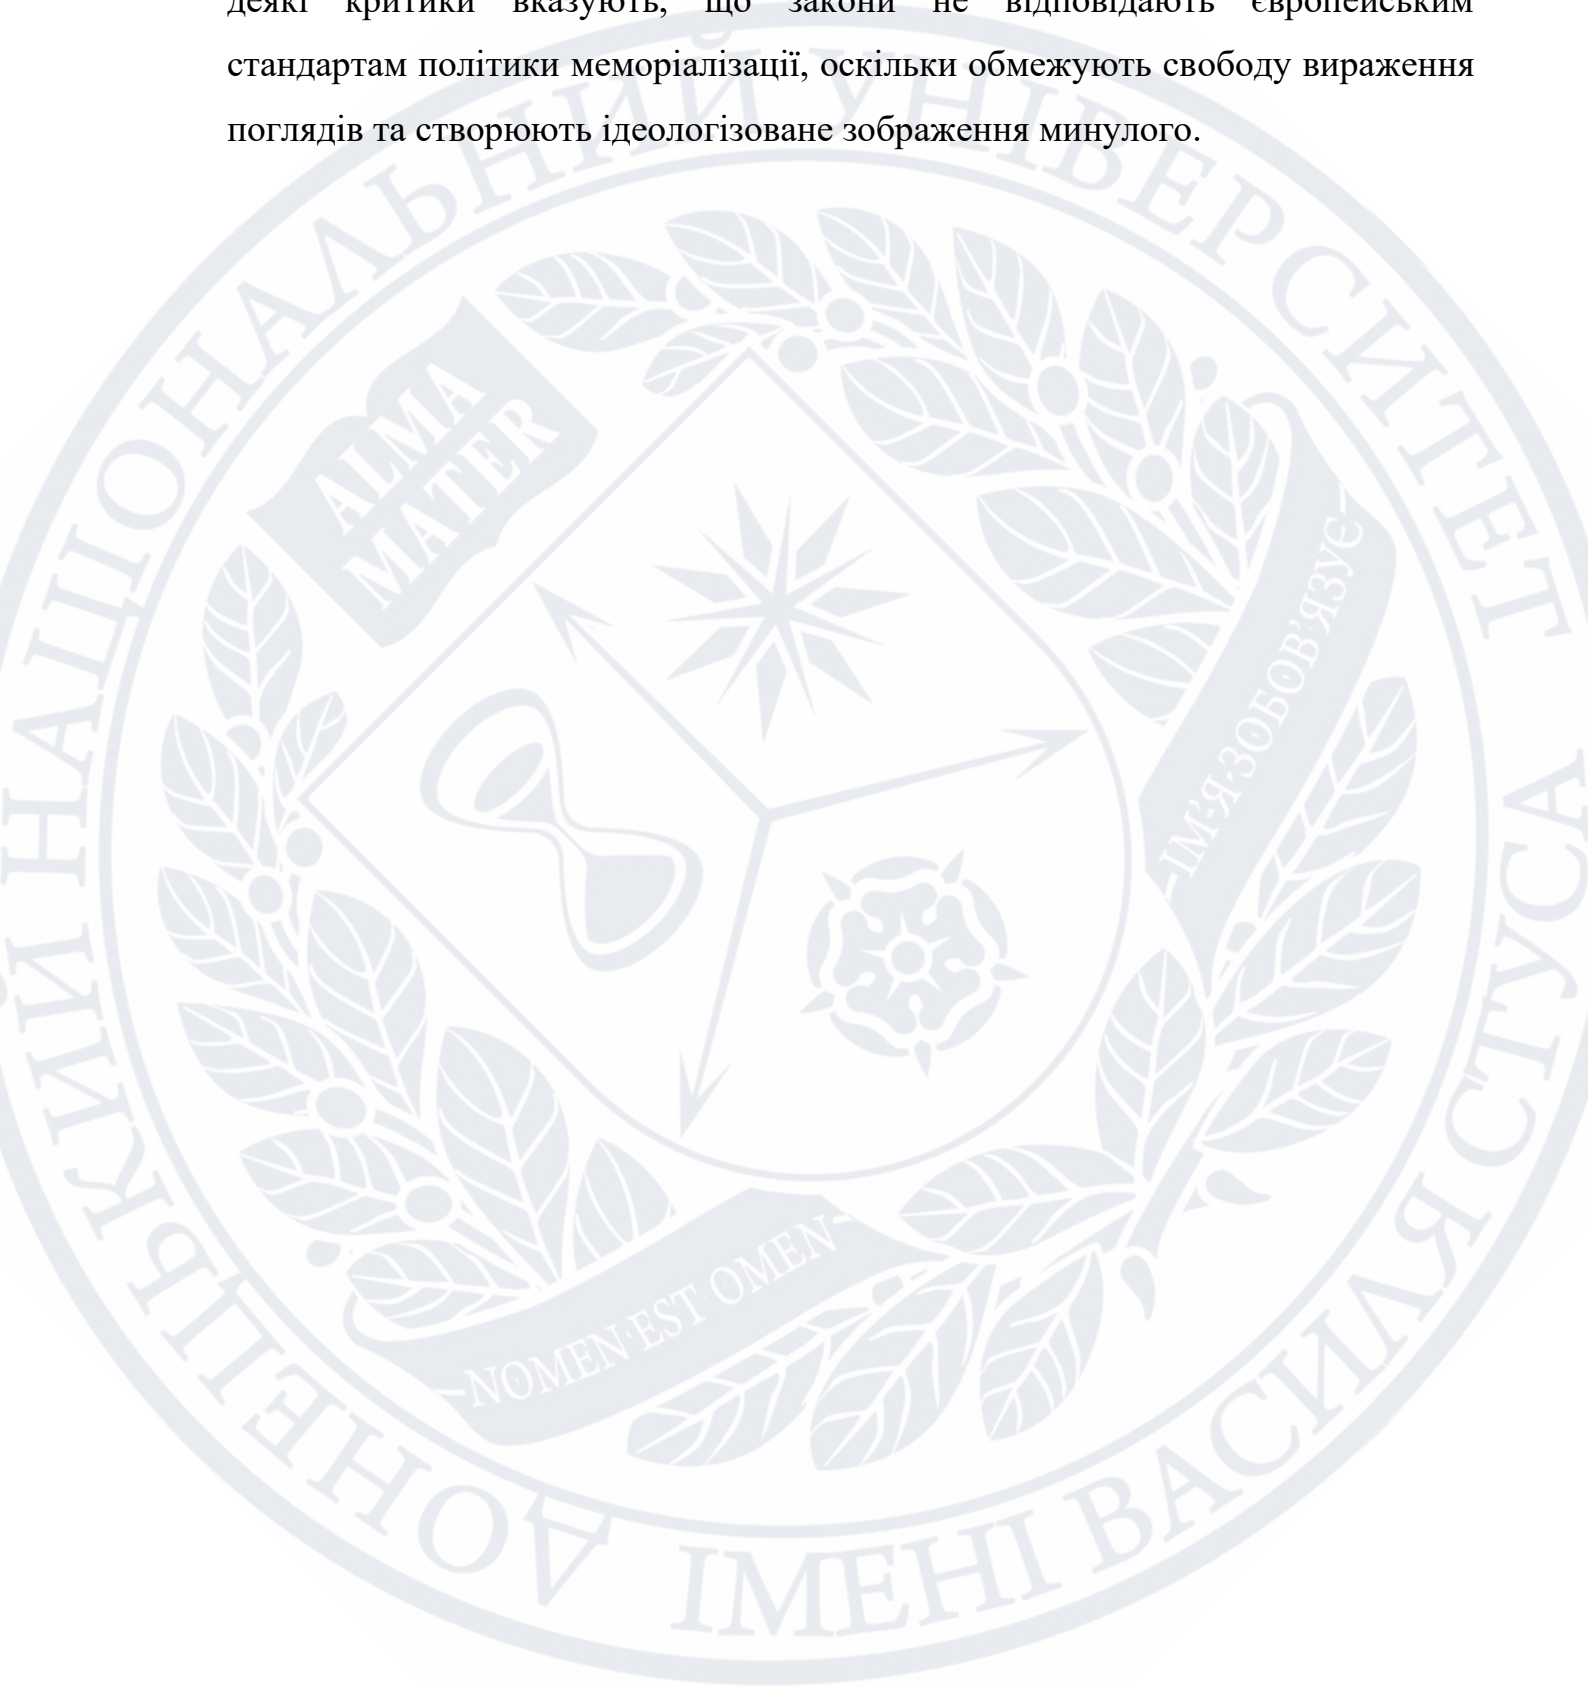 деякі критики вказують, що закони не відповідають європейським
стандартам політики меморіалізації, оскільки обмежують свободу вираження
поглядів та створюють ідеологізоване зображення минулого.
ДОНЕЦЬКИЙ НАЦІОНАЛЬНИЙ УНІВЕРСИТЕТ
ІМЕНІ ВАСИЛЯ СТУСА
ALMA
MATER
ІМ'Я ЗОБОВ'ЯЗУЄ
NOMEN EST OMEN